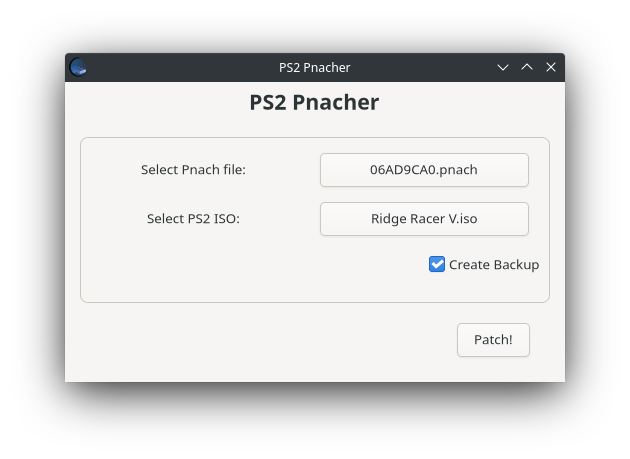 PS2 Pnacher
PS2 Pnacher
Select Pnach file: 06AD9CA0.pnach
Select PS2 ISO: Ridge Racer V.iso
Create Backup
Patch!